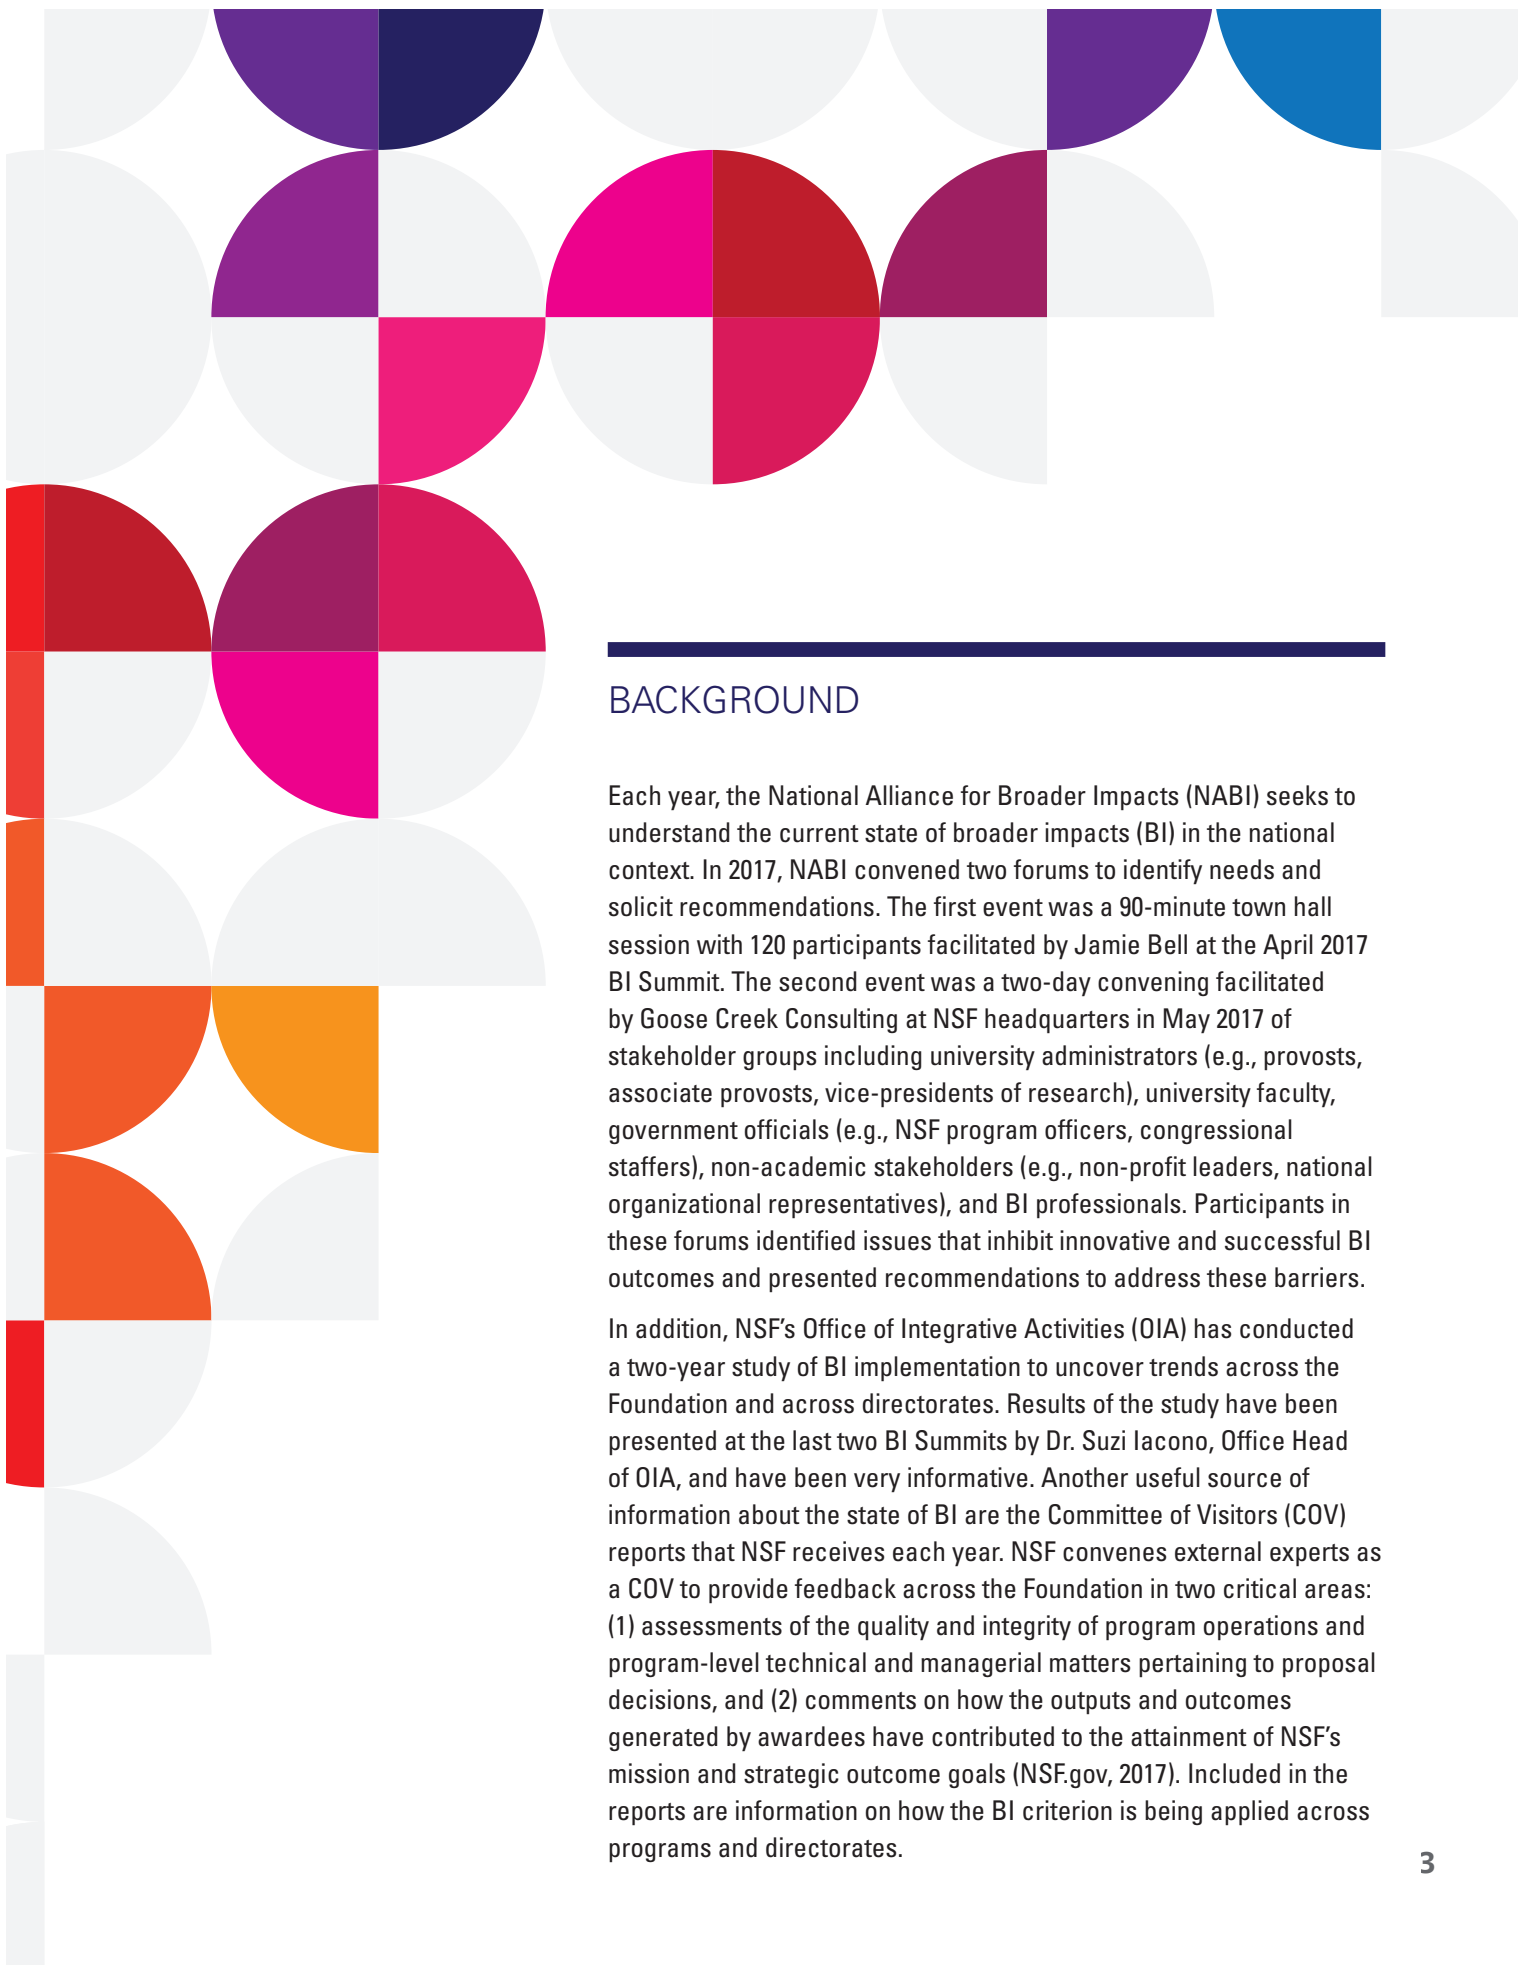 BACKGROUND
Each year, the National Alliance for Broader Impacts (NABI) seeks to
understand the current state of broader impacts (BI) in the national
context. In 2017, NABI convened two forums to identify needs and
solicit recommendations. The first event was a 90-minute town hall
session with 120 participants facilitated by Jamie Bell at the April 2017
BI Summit. The second event was a two-day convening facilitated
by Goose Creek Consulting at NSF headquarters in May 2017 of
stakeholder groups including university administrators (e.g., provosts,
associate provosts, vice-presidents of research), university faculty,
government officials (e.g., NSF program officers, congressional
staffers), non-academic stakeholders (e.g., non-profit leaders, national
organizational representatives), and BI professionals. Participants in
these forums identified issues that inhibit innovative and successful BI
outcomes and presented recommendations to address these barriers.
In addition, NSF’s Office of Integrative Activities (OIA) has conducted
a two-year study of BI implementation to uncover trends across the
Foundation and across directorates. Results of the study have been
presented at the last two BI Summits by Dr. Suzi Iacono, Office Head
of OIA, and have been very informative. Another useful source of
information about the state of BI are the Committee of Visitors (COV)
reports that NSF receives each year. NSF convenes external experts as
a COV to provide feedback across the Foundation in two critical areas:
(1) assessments of the quality and integrity of program operations and
program-level technical and managerial matters pertaining to proposal
decisions, and (2) comments on how the outputs and outcomes
generated by awardees have contributed to the attainment of NSF’s
mission and strategic outcome goals (NSF.gov, 2017). Included in the
reports are information on how the BI criterion is being applied across
programs and directorates.
3